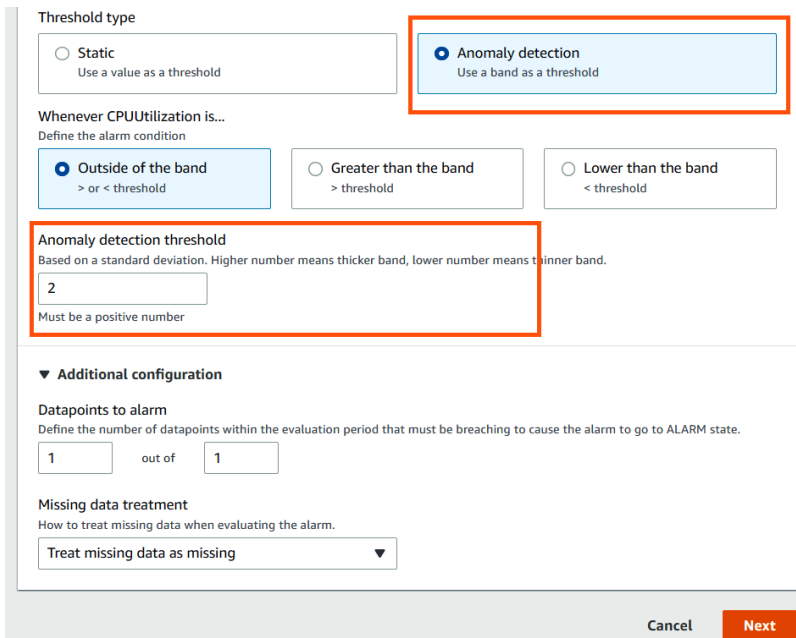 Threshold type
Static
Use a value as a threshold
Anomaly detection
Use a band as a threshold
Whenever CPUUtilization is...
Define the alarm condition
Outside of the band
> or < threshold
Greater than the band
> threshold
Lower than the band
< threshold
Anomaly detection threshold
Based on a standard deviation. Higher number means thicker band, lower number means thinner band.
2
Must be a positive number
Additional configuration
Datapoints to alarm
Define the number of datapoints within the evaluation period that must be breaching to cause the alarm to go to ALARM state.
1 out of 1
Missing data treatment
How to treat missing data when evaluating the alarm.
Treat missing data as missing
Cancel Next